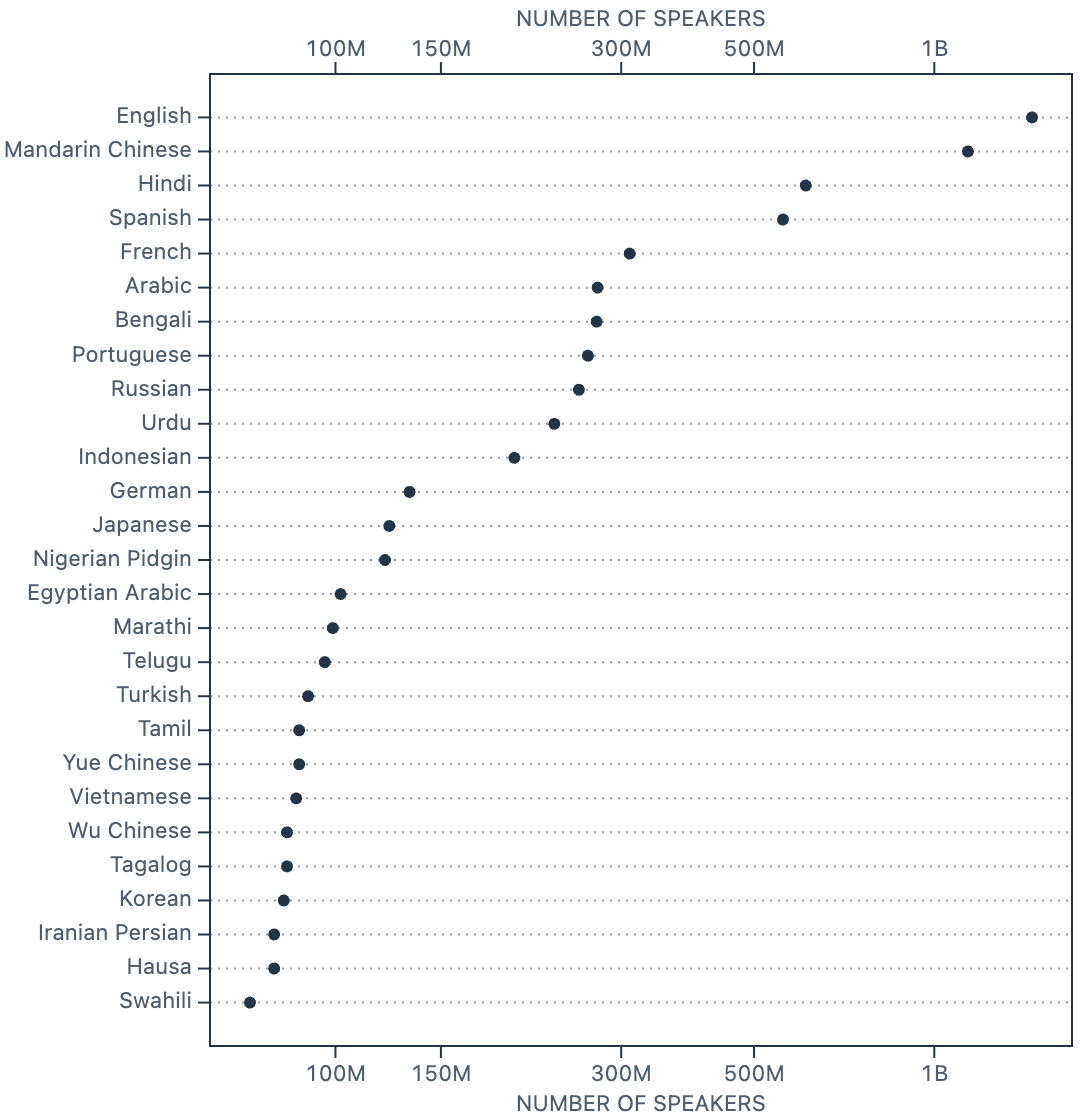 NUMBER OF SPEAKERS
100M 150M 300M 500M 1B
English
Mandarin Chinese
Hindi
Spanish
French
Arabic
Bengali
Portuguese
Russian
Urdu
Indonesian
German
Japanese
Nigerian Pidgin
Egyptian Arabic
Marathi
Telugu
Turkish
Tamil
Yue Chinese
Vietnamese
Wu Chinese
Tagalog
Korean
Iranian Persian
Hausa
Swahili
100M 150M 300M 500M 1B
NUMBER OF SPEAKERS